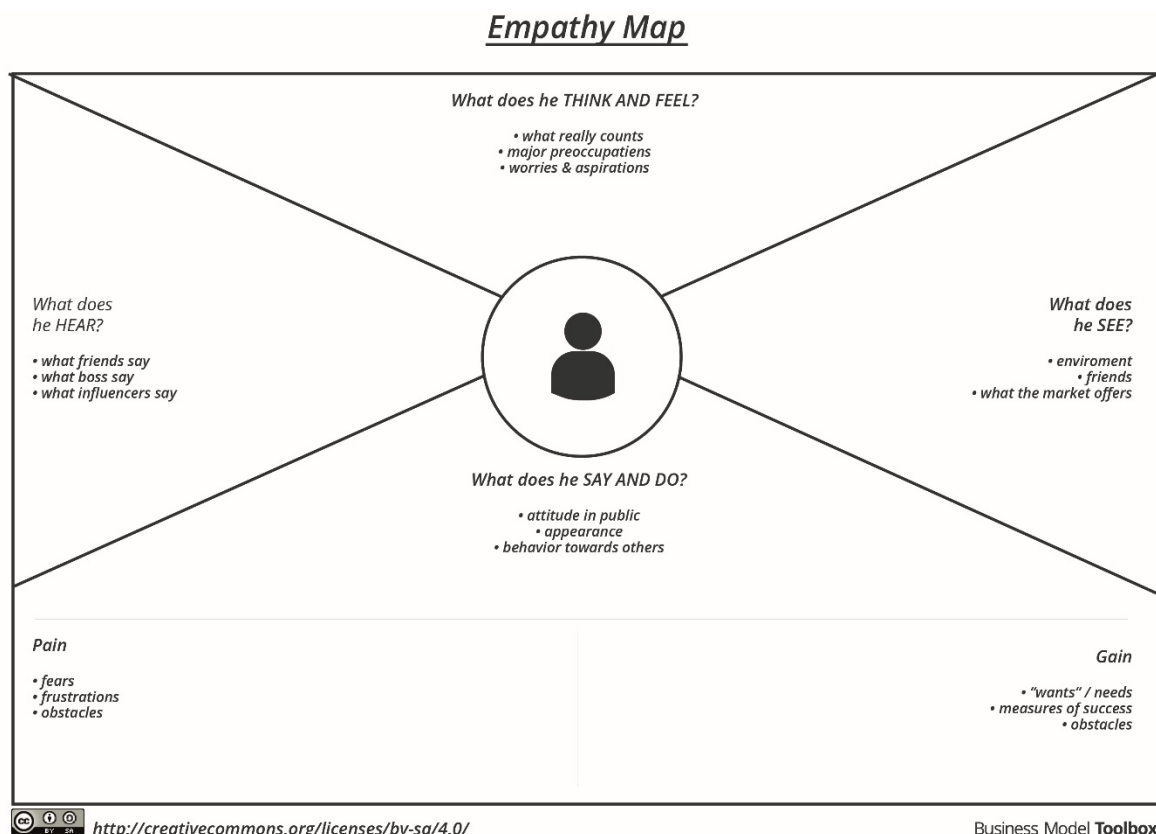 Empathy Map
What does he THINK AND FEEL?
• what really counts
• major preoccupatiens
• worries & aspirations
What does
he HEAR?
• what friends say
• what boss say
• what influencers say
What does
he SEE?
• enviroment
• friends
• what the market offers
What does he SAY AND DO?
• attitude in public
• appearance
• behavior towards others
Pain
• fears
• frustrations
• obstacles
Gain
• “wants“ / needs
• measures of success
• obstacles
cc BY SA http://creativecommons.org/licenses/by-sa/4.0/
Business Model Toolbox